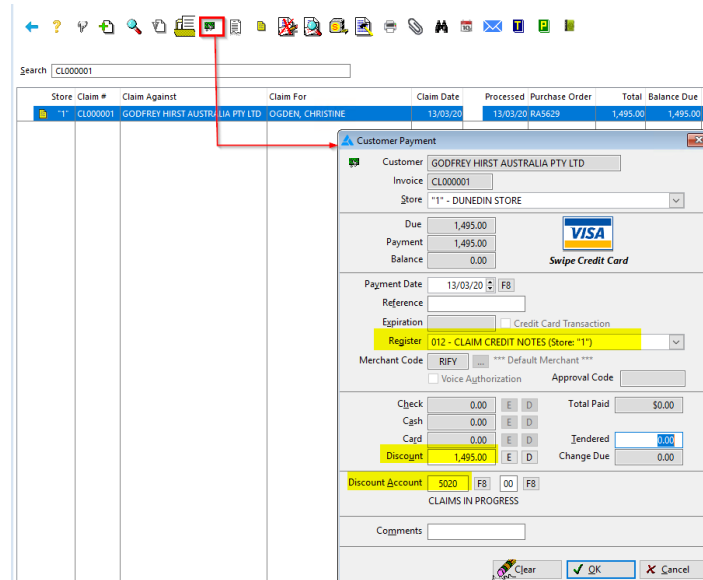 Search CL000001
Store Claim # Claim Against Claim For Claim Date Processed Purchase Order Total Balance Due
"1" CL000001 GODFREY HIRST AUSTRALIA PTY LTD OGDEN, CHRISTINE 13/03/20 13/03/20 RA5629 1,495.00 1,495.00
Customer Payment
Customer GODFREY HIRST AUSTRALIA PTY LTD
Invoice CL000001
Store "1" - DUNEDIN STORE
Due 1,495.00
VISA
Payment 1,495.00
Balance 0.00 Swipe Credit Card
Payment Date 13/03/20 F8
Reference
Expiration Credit Card Transaction
Register 012 - CLAIM CREDIT NOTES (Store: "1")
Merchant Code RIFY ... *** Default Merchant ***
Voice Authorization Approval Code
Check 0.00 E D Total Paid $0.00
Cash 0.00 E D
Card 0.00 E D Tendered 0.00
Discount 1,495.00 E D Change Due 0.00
Discount Account 5020 F8 00 F8
CLAIMS IN PROGRESS
Comments
Clear OK Cancel